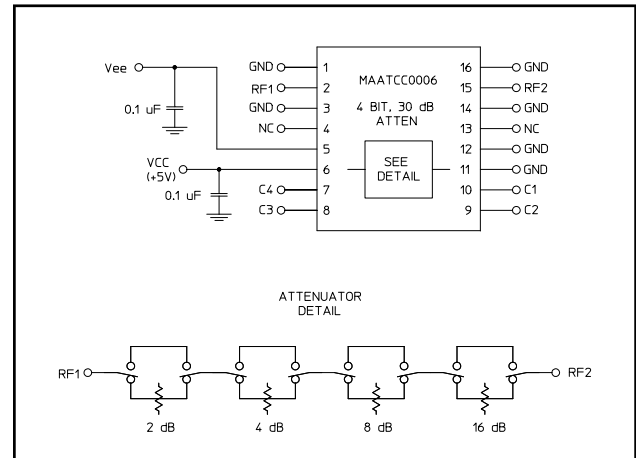 Vee
0.1 uF
VCC
(+5V)
0.1 uF
GND 1
RF1 2
GND 3
NC 4
5
6
C4 7
C3 8
MAATCC0006
4 BIT, 30 dB
ATTEN
SEE
DETAIL
16 GND
15 RF2
14 GND
13 NC
12 GND
11 GND
10 C1
9 C2
ATTENUATOR
DETAIL
RF1
RF2
2 dB
4 dB
8 dB
16 dB